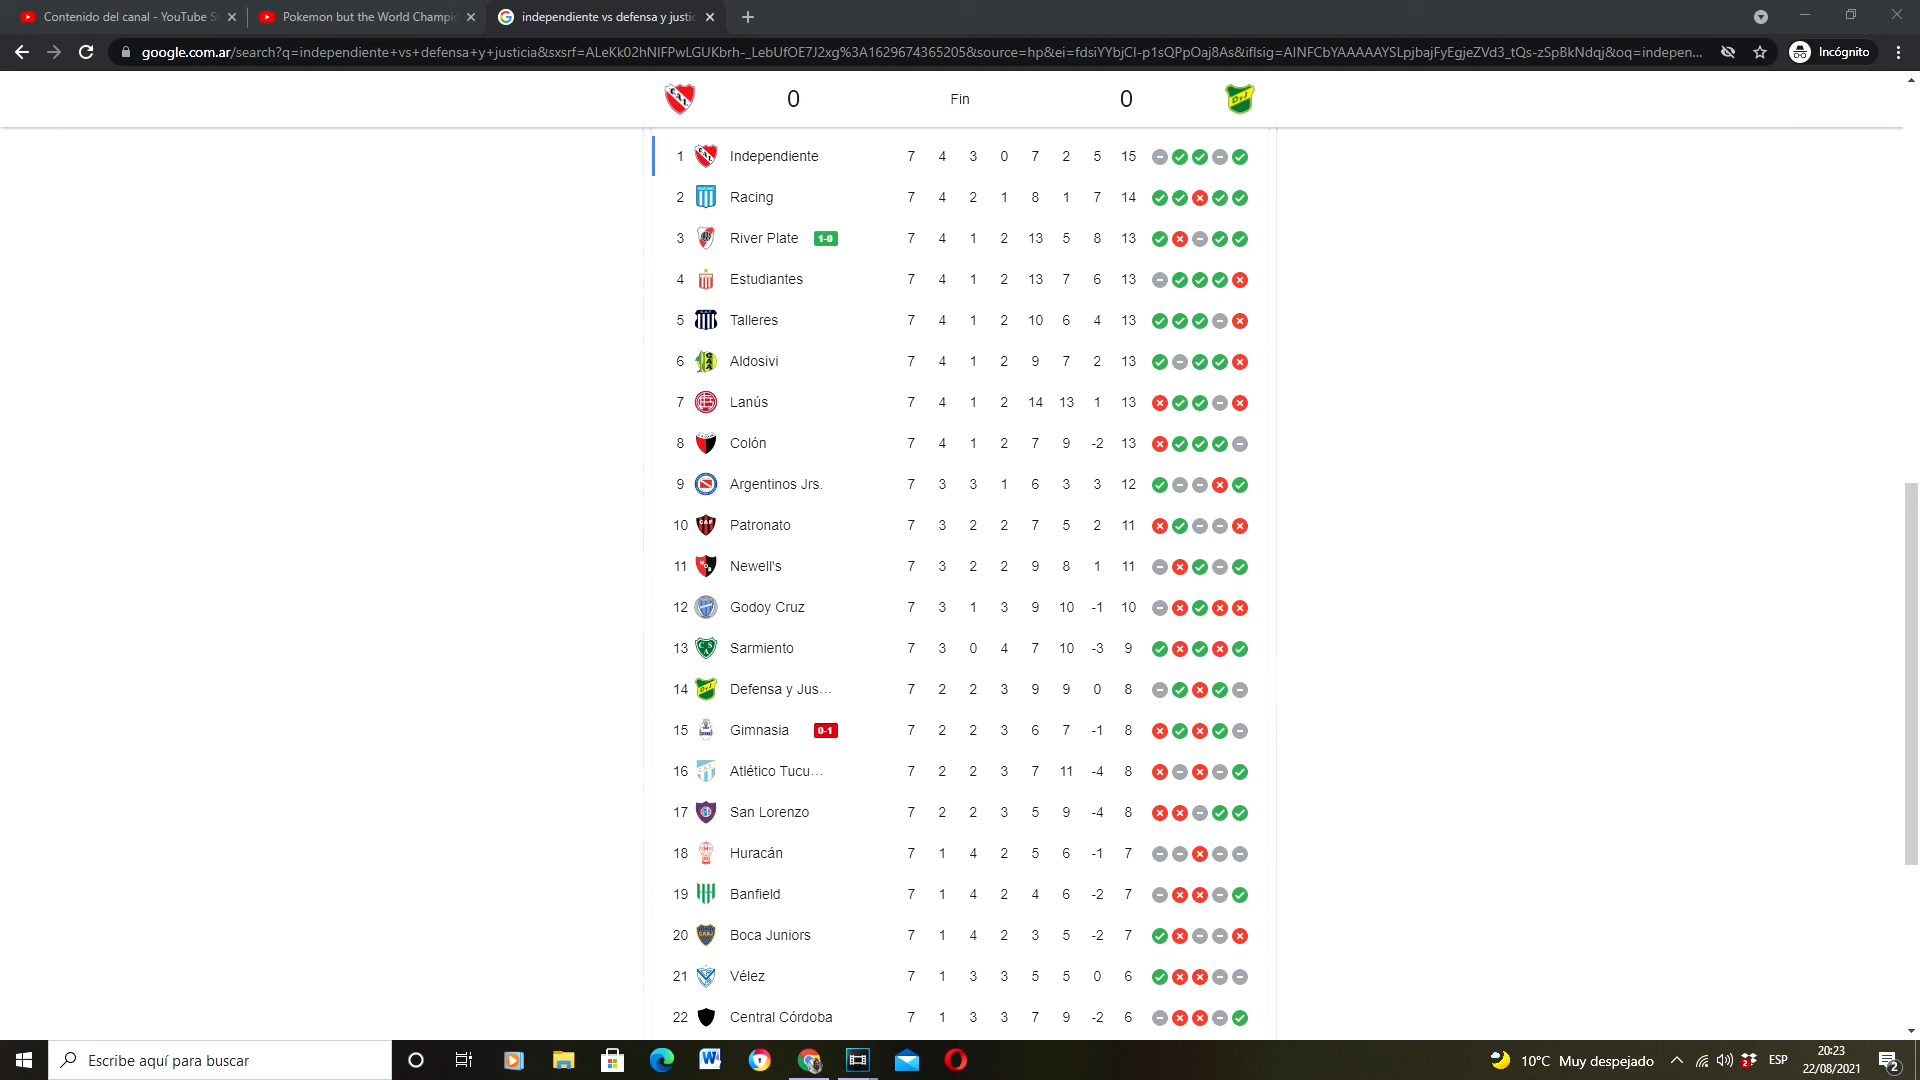 Contenido del canal - YouTube S
Pokemon but the World Champic
independiente vs defensa y justic
google.com.ar/search?q=independiente+vs+defensa+y+justicia&sxsrf=ALeKk02hNIFPwLGUKbrh-_LebUfOE7J2xg%3A1629674365205&source=hp&ei=fdsiYYbjCI-p1sQPpOaj8As&iflsig=AINFCbYAAAAAYSLpjbajFyEgjeZVd3_tQs-zSpBkNdqj&oq=indepen...
Incógnito
0 Fin 0
1 Independiente 7 4 3 0 7 2 5 15
2 Racing 7 4 2 1 8 1 7 14
3 River Plate 1-0 7 4 1 2 13 5 8 13
4 Estudiantes 7 4 1 2 13 7 6 13
5 Talleres 7 4 1 2 10 6 4 13
6 Aldosivi 7 4 1 2 9 7 2 13
7 Lanús 7 4 1 2 14 13 1 13
8 Colón 7 4 1 2 7 9 -2 13
9 Argentinos Jrs. 7 3 3 1 6 3 3 12
10 Patronato 7 3 2 2 7 5 2 11
11 Newell's 7 3 2 2 9 8 1 11
12 Godoy Cruz 7 3 1 3 9 10 -1 10
13 Sarmiento 7 3 0 4 7 10 -3 9
14 Defensa y Jus... 7 2 2 3 9 9 0 8
15 Gimnasia 0-1 7 2 2 3 6 7 -1 8
16 Atlético Tucu... 7 2 2 3 7 11 -4 8
17 San Lorenzo 7 2 2 3 5 9 -4 8
18 Huracán 7 1 4 2 5 6 -1 7
19 Banfield 7 1 4 2 4 6 -2 7
20 Boca Juniors 7 1 4 2 3 5 -2 7
21 Vélez 7 1 3 3 5 5 0 6
22 Central Córdoba 7 1 3 3 7 9 -2 6
Escribe aquí para buscar
10°C Muy despejado
ESP
20:23
22/08/2021
2